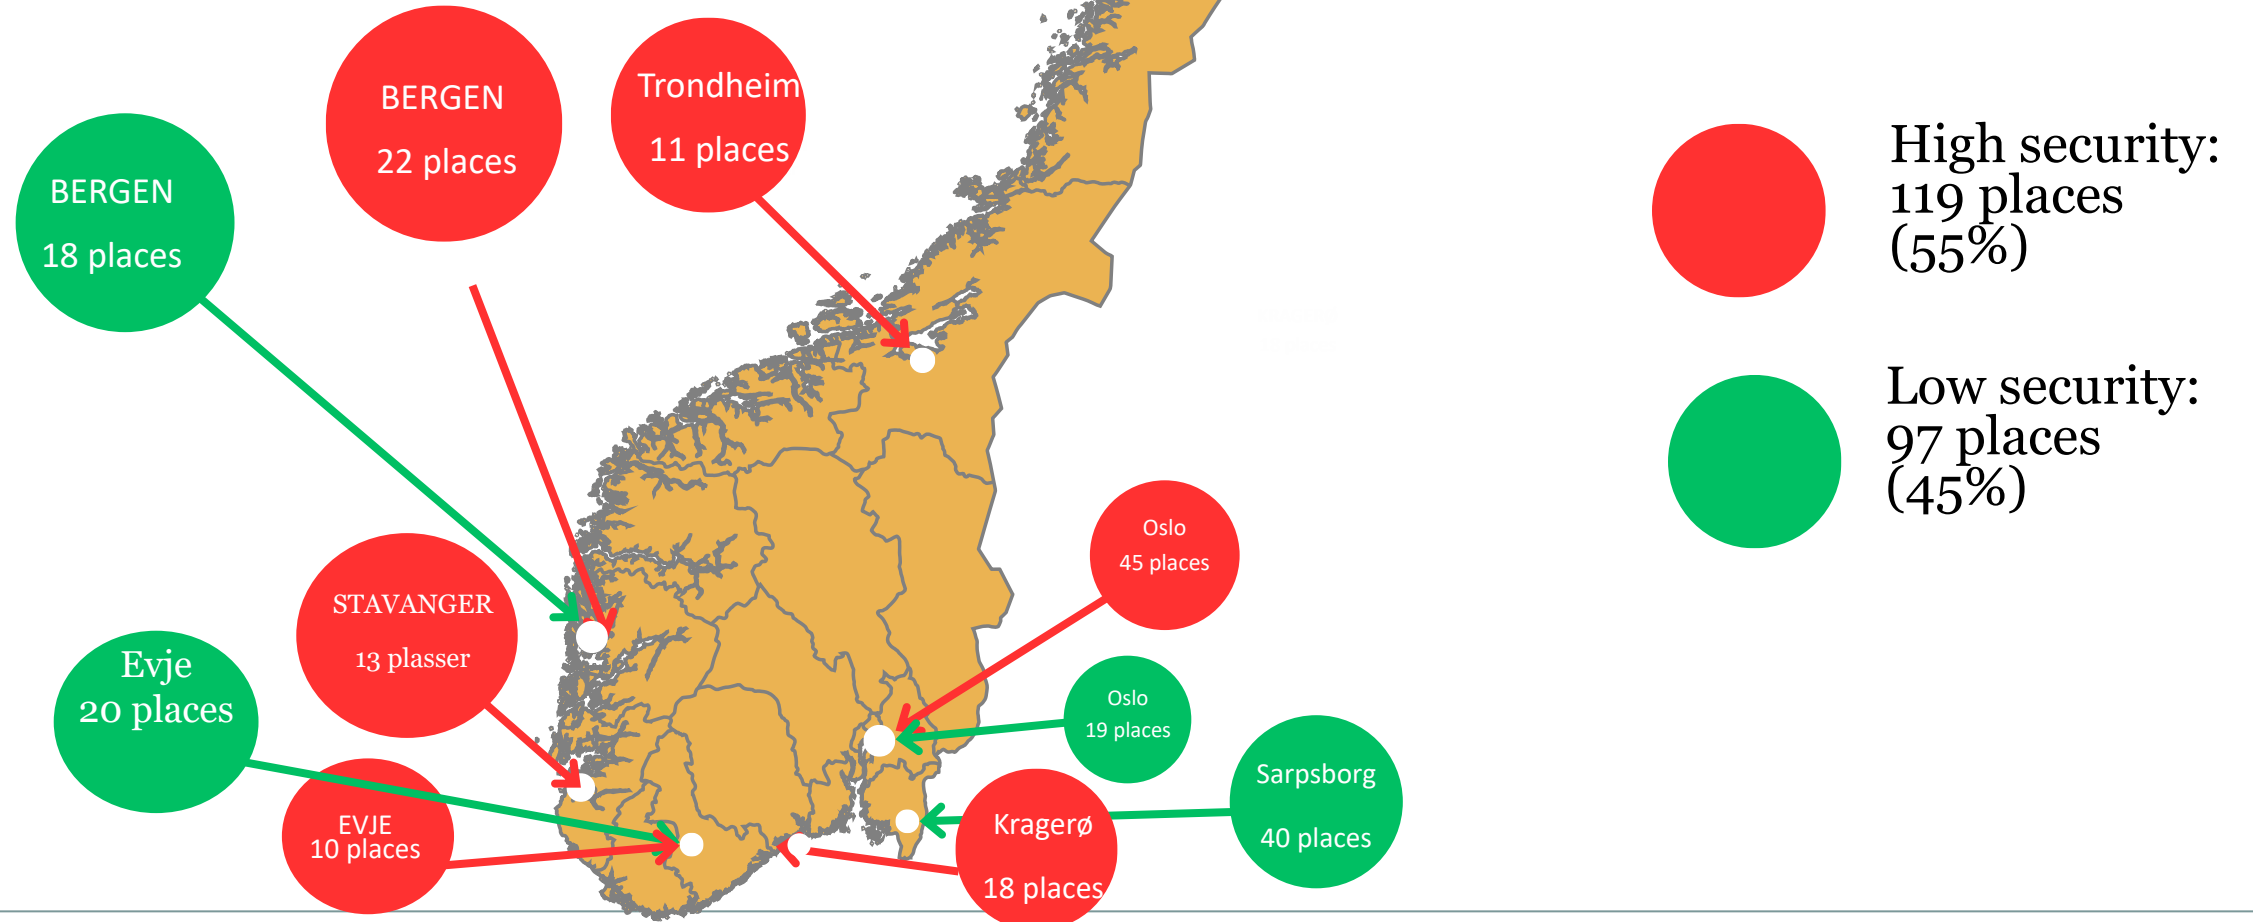 BERGEN
22 places
Trondheim
11 places
BERGEN
18 places
High security:
119 places
(55%)
Low security:
97 places
(45%)
Oslo
45 places
STAVANGER
13 plasser
Evje
20 places
Oslo
19 places
Sarpsborg
40 places
EVJE
10 places
Kragerø
18 places